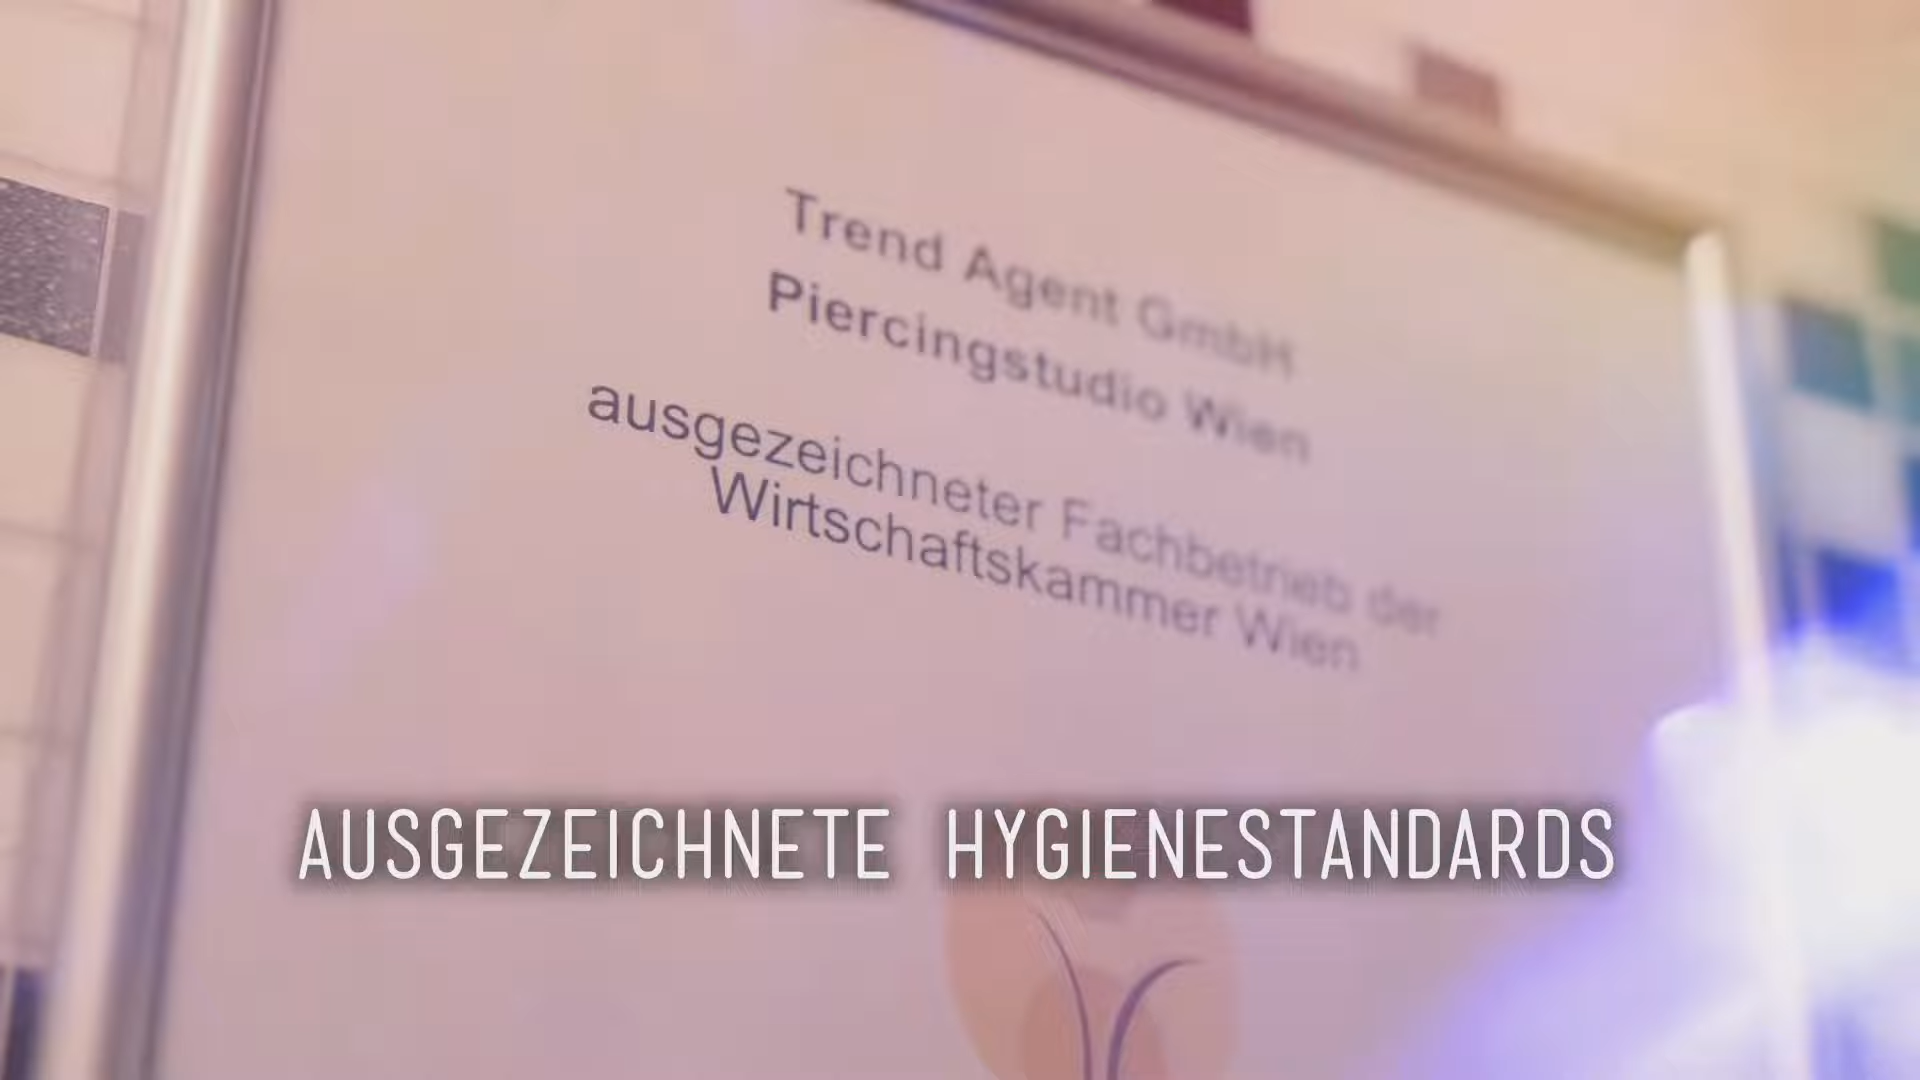 Trend Agent GmbH
Piercingstudio Wien
ausgezeichneter Fachbetrieb der
Wirtschaftskammer Wien
AUSGEZEICHNETE HYGIENESTANDARDS